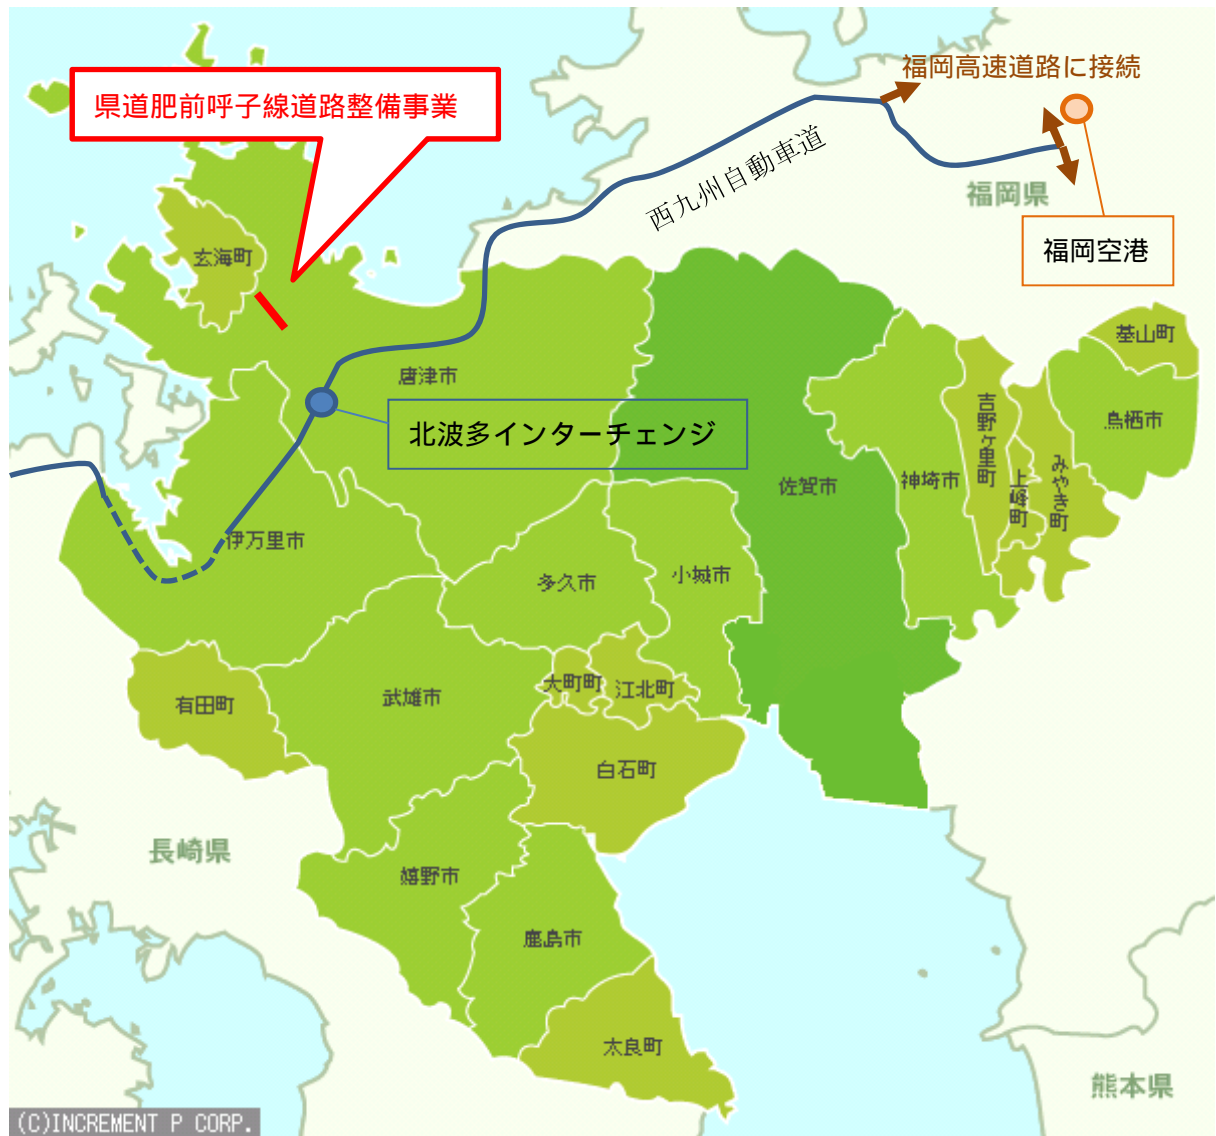 福岡高速道路に接続
県道肥前呼子線道路整備事業
西九州自動車道
福岡県
福岡空港
玄海町
基山町
唐津市
鳥栖市
北波多インターチェンジ
吉野ヶ里町
みやき町
上峰町
佐賀市
神埼市
伊万里市
多久市
小城市
有田町
武雄市
大町町
江北町
白石町
長崎県
嬉野市
鹿島市
太良町
熊本県
(C)INCREMENT P CORP.